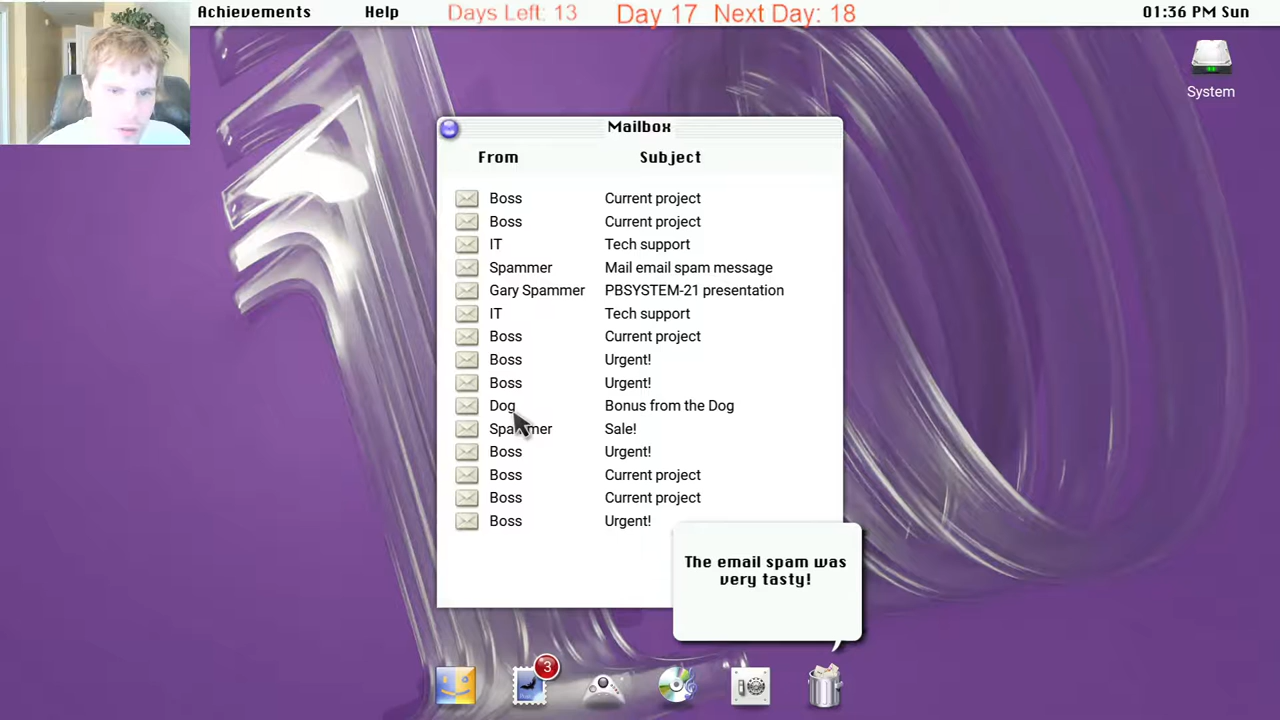 Achievements Help Days Left: 13 Day 17 Next Day: 18 01:36 PM Sun
System
Mailbox
From Subject
Boss Current project
Boss Current project
IT Tech support
Spammer Mail email spam message
Gary Spammer PBSYSTEM-21 presentation
IT Tech support
Boss Current project
Boss Urgent!
Boss Urgent!
Dog Bonus from the Dog
Spammer Sale!
Boss Urgent!
Boss Current project
Boss Current project
Boss Urgent!
The email spam was
very tasty!
3